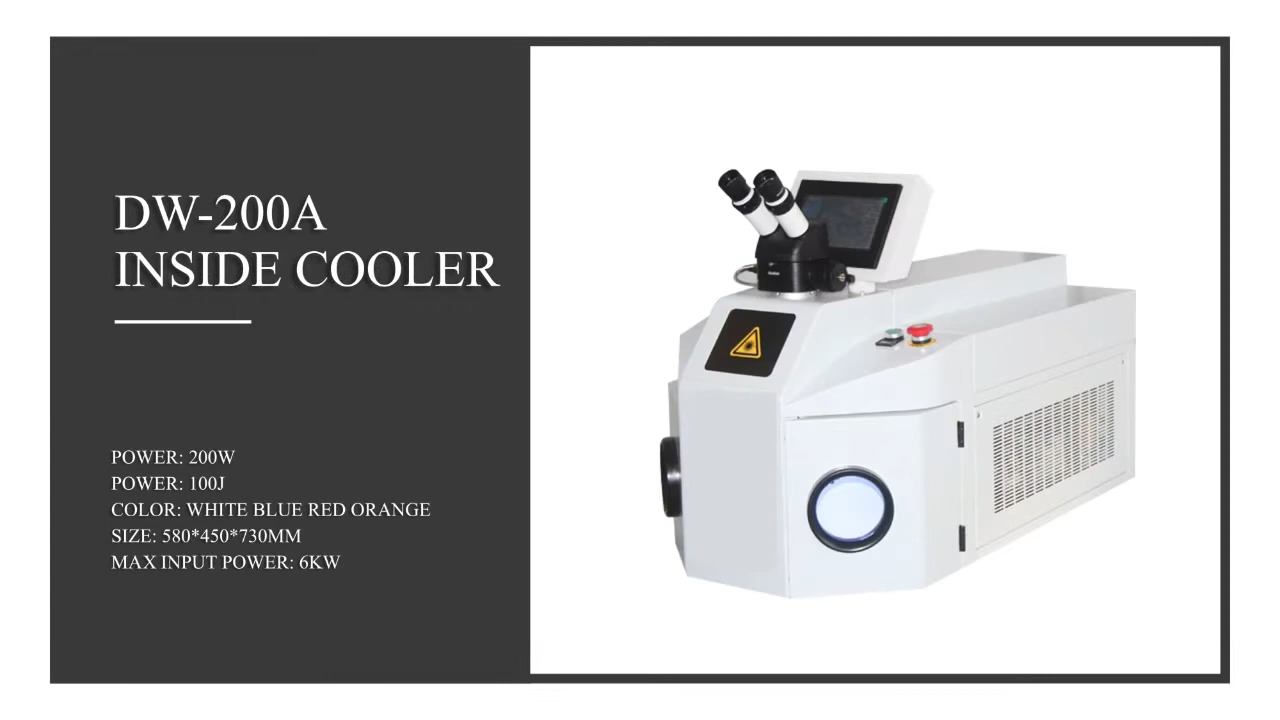 DW-200A
INSIDE COOLER
POWER: 200W
POWER: 100J
COLOR: WHITE BLUE RED ORANGE
SIZE: 580*450*730MM
MAX INPUT POWER: 6KW